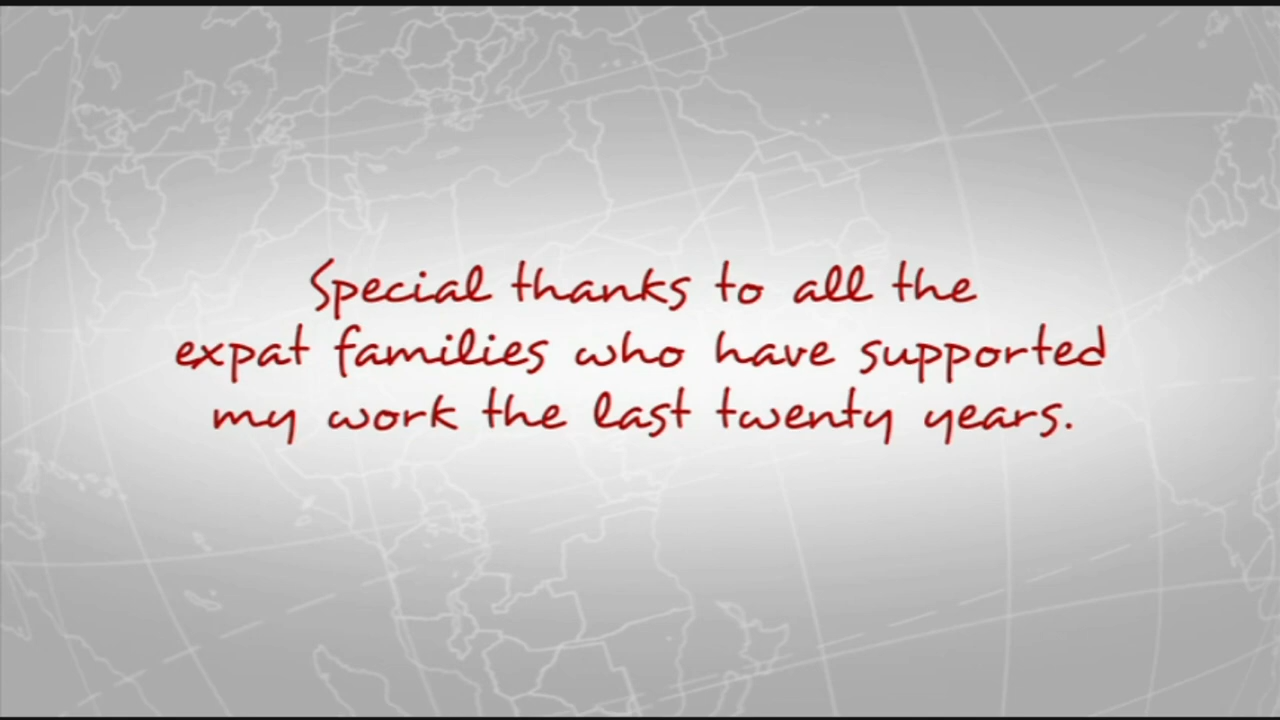 Special thanks to all the
expat families who have supported
my work the last twenty years.